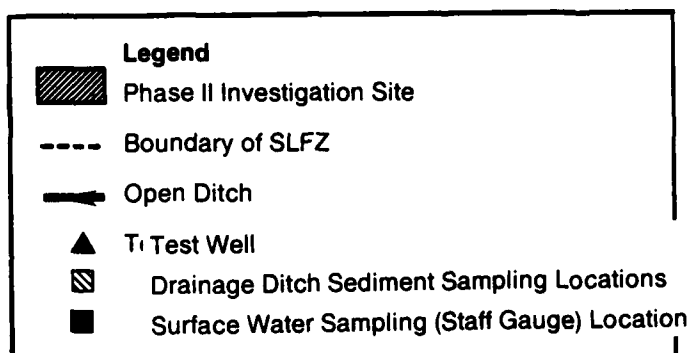 Legend
Phase II Investigation Site
Boundary of SLFZ
Open Ditch
Test Well
Drainage Ditch Sediment Sampling Locations
Surface Water Sampling (Staff Gauge) Location